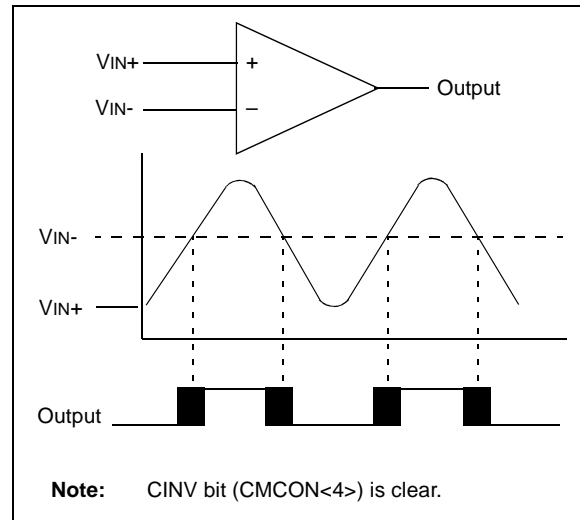 VIN+
+
Output
VIN-
–
VIN-
VIN+
Output
Note: CINV bit (CMCON<4>) is clear.